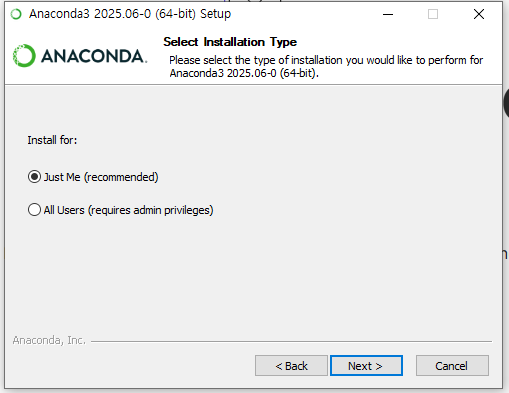 Anaconda3 2025.06-0 (64-bit) Setup
ANACONDA.
Select Installation Type
Please select the type of installation you would like to perform for
Anaconda3 2025.06-0 (64-bit).
Install for:
Just Me (recommended)
All Users (requires admin privileges)
Anaconda, Inc.
< Back
Next >
Cancel